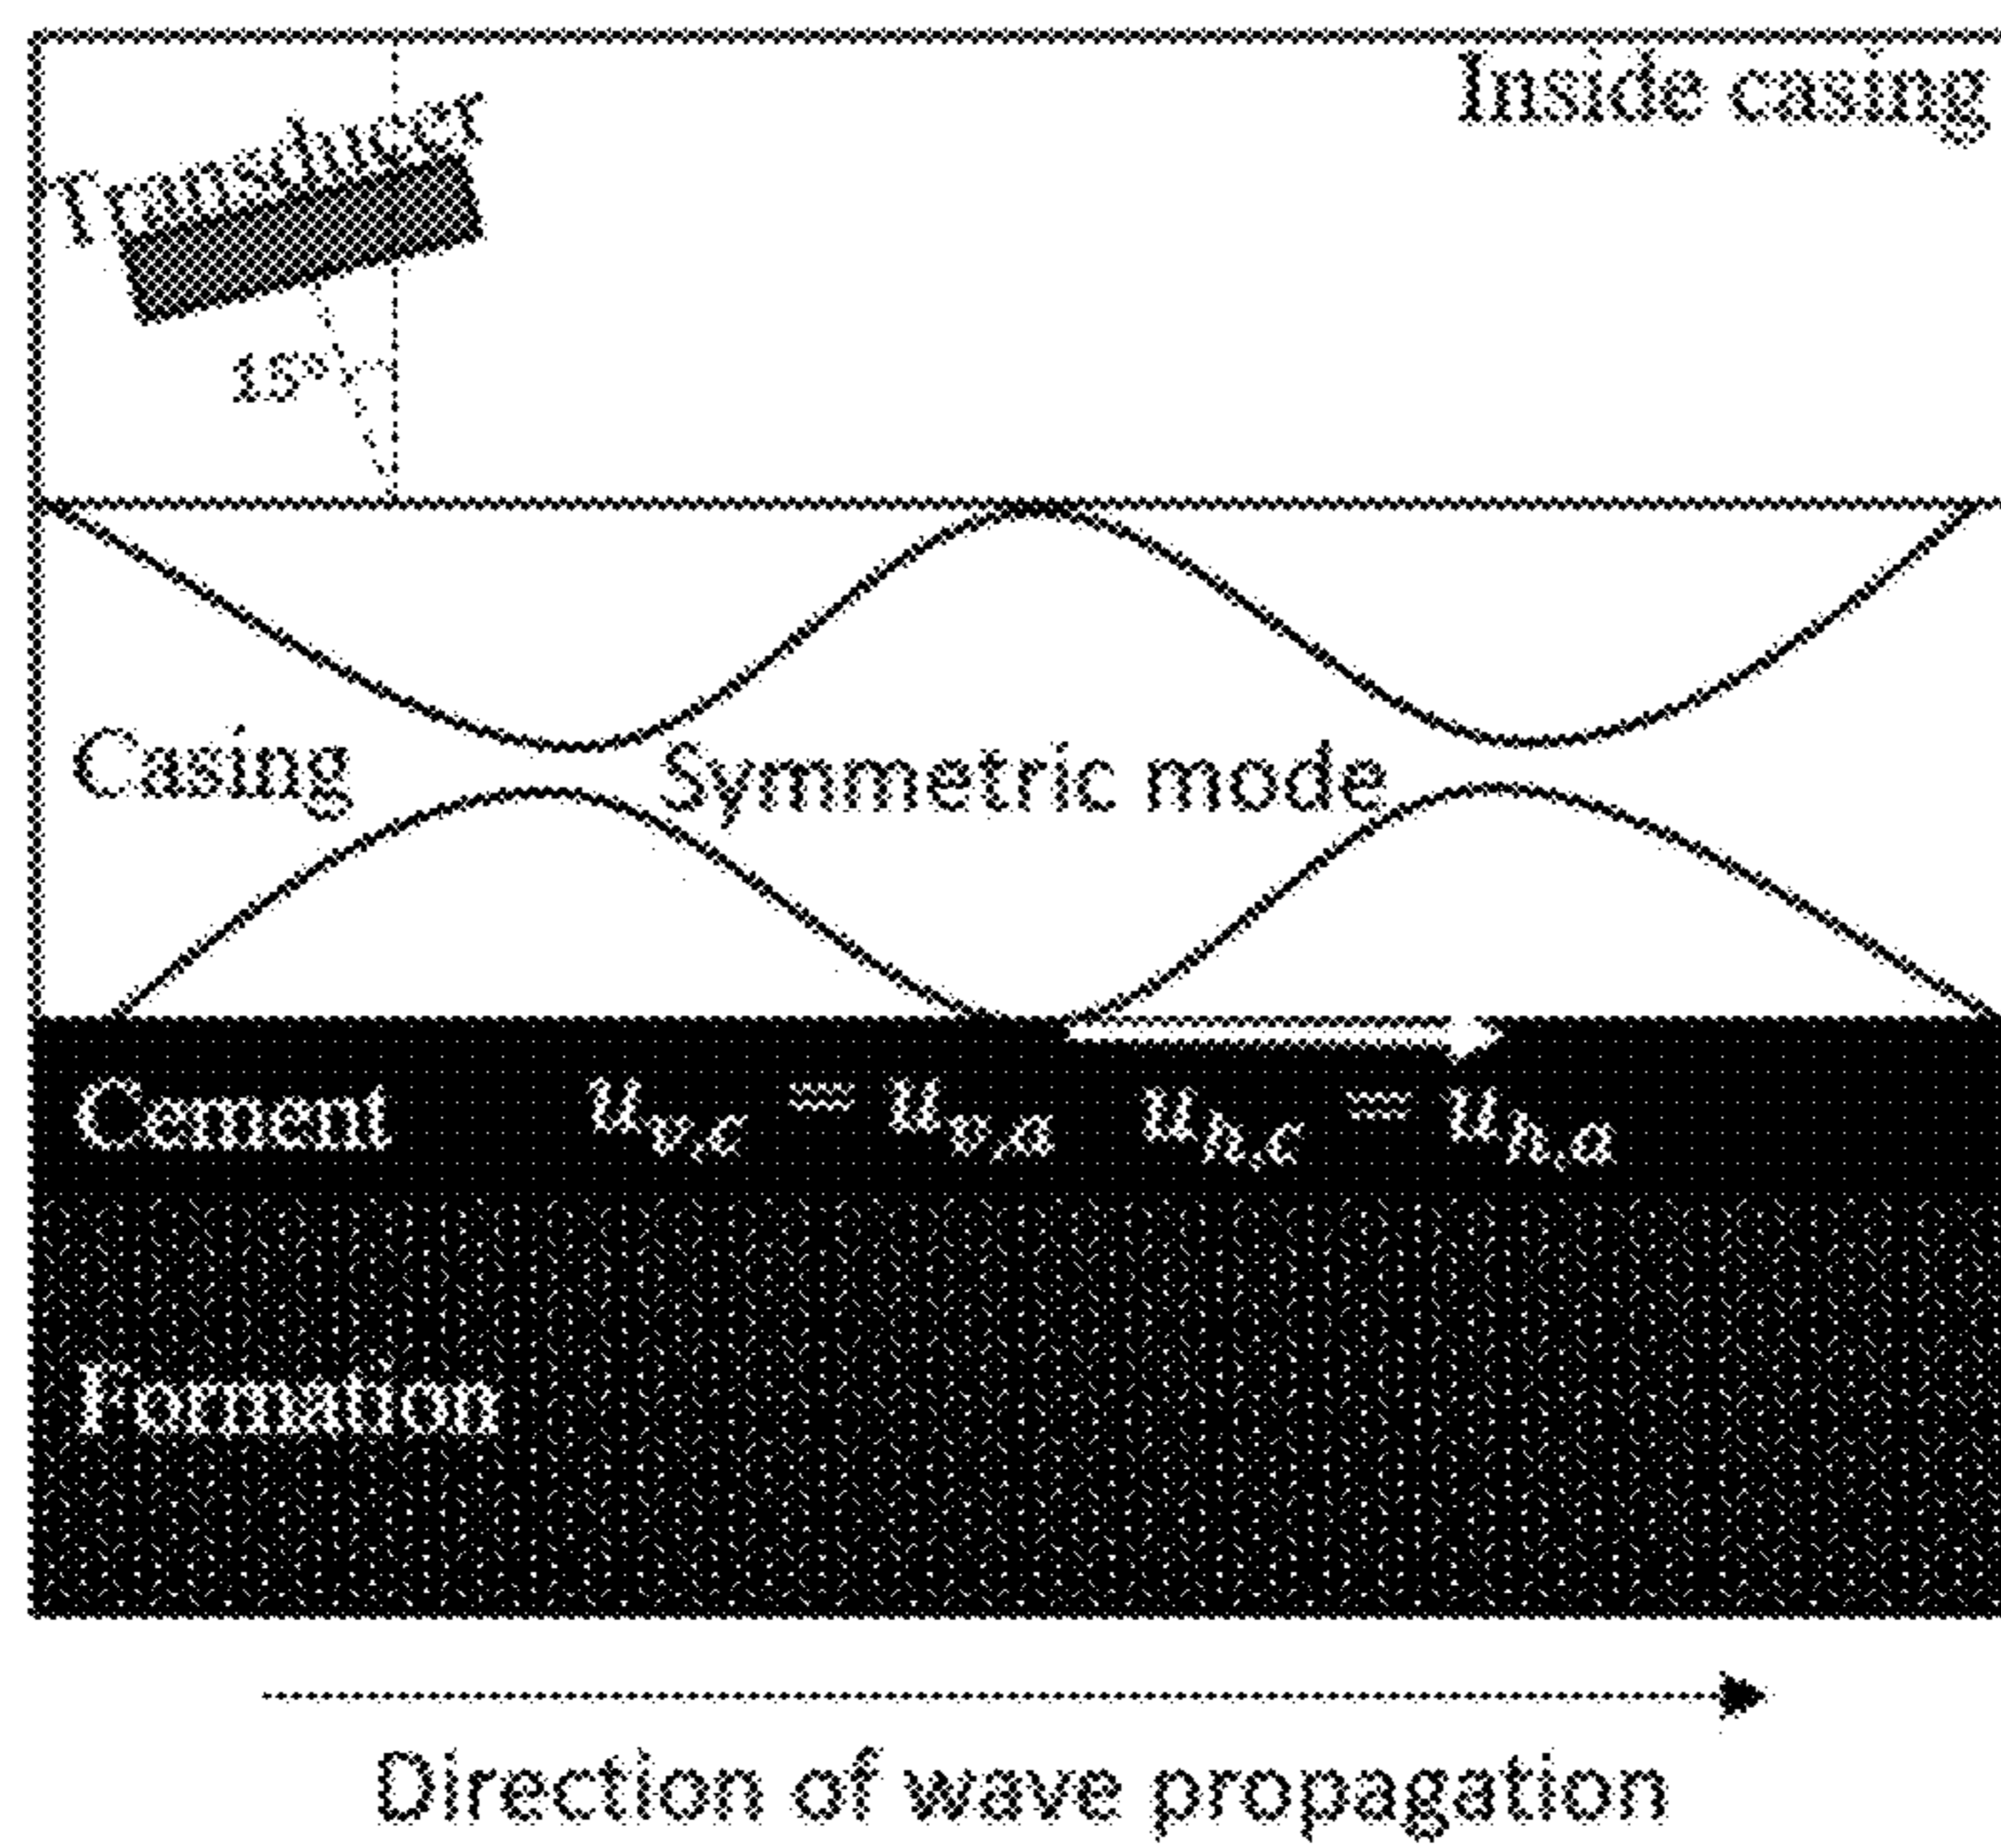 Inside casing
Transducer
15°
Casing
Symmetric mode
Cement u_{v,c} = u_{v,a} u_{h,c} = u_{h,a}
Formation
Direction of wave propagation